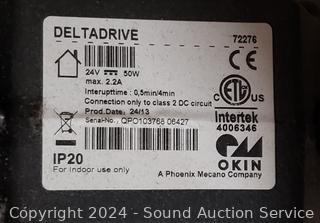 DELTADRIVE 72276
24V ⎓ 50W
max. 2.2A
Interupttime: 0,5min/4min
Connection only to class 2 DC circuit
Prod.Date: 24/13
Serial-No.: QPO103768 06427
CE
ETL
C US
Intertek
4006346
IP20
For indoor use only
OKIN
A Phoenix Mecano Company
Copyright 2024 - Sound Auction Service